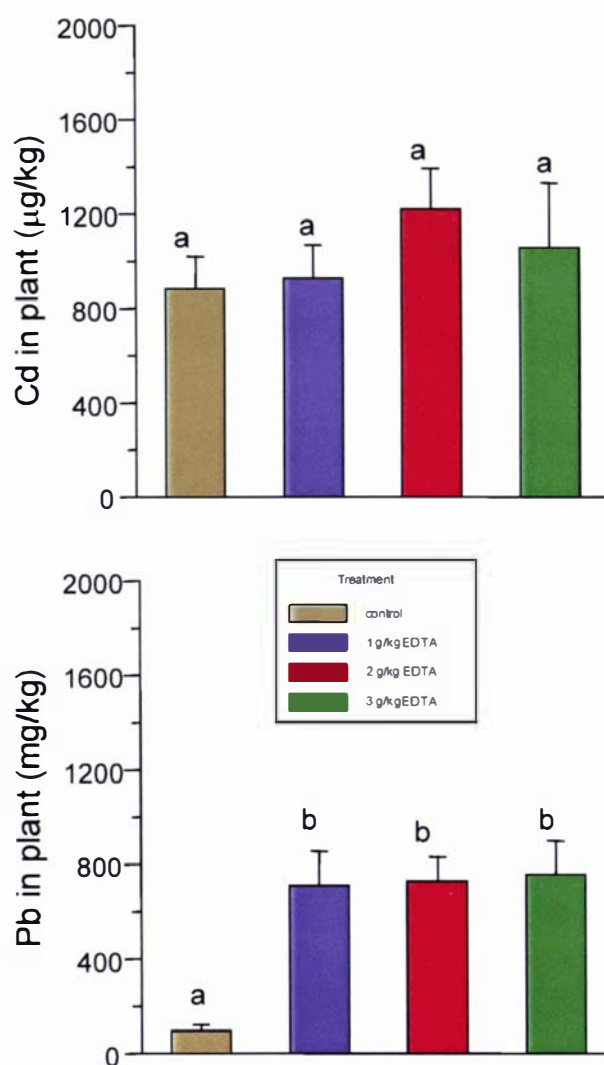 2000
1600
1200
800
400
0
Cd in plant (µg/kg)
a
a
a
a
Treatment
control
1 g/kg EDTA
2 g/kg EDTA
3 g/kg EDTA
2000
1600
1200
800
400
0
Pb in plant (mg/kg)
a
b
b
b